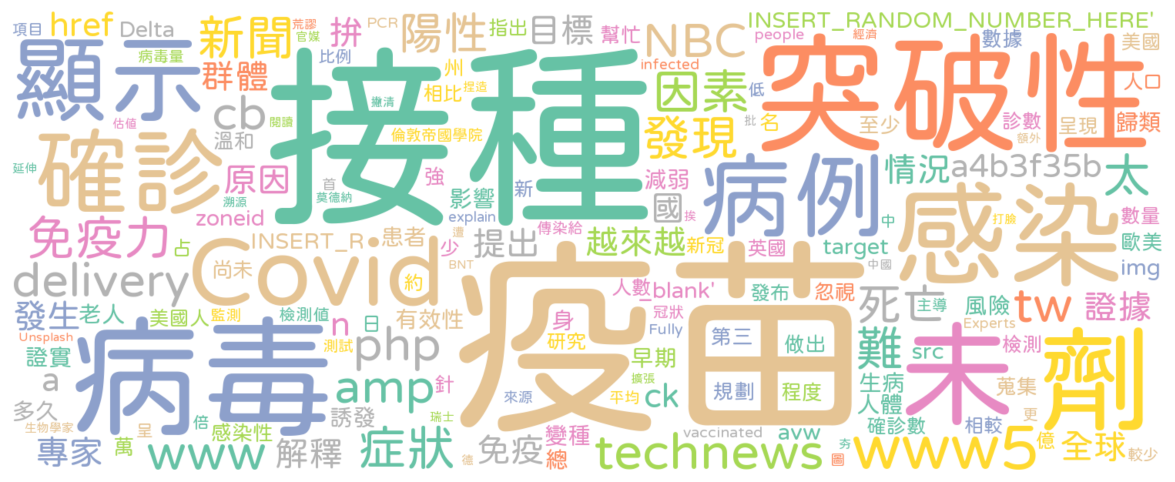 項目 href Delta 新聞 拚 PCR 陽性 荒謬 官媒 指出 目標 幫忙 NBC INSERT_RANDOM_NUMBER_HERE'
病毒量 群體 比例 州 相比 infected people 經濟 數據 美國
顯示 接種 突破性
cb 撇清 捏造 因素 低 人口
估值 溫和 閱讀 倫敦帝國學院 發現 批 名 至少 診數 呈現 歸類
確診 原因 強 減弱 病例 額外 情況 a4b3f35b 太
延伸 首 莫德納 影響 新 國
溯源 zoneid explain 傳染給 挨 感染 打臉 數量
免疫力 占 INSERT_R 患者 遭 少 提出 越來越 新冠 英國 中 target 歐美
delivery 尚未 Covid BNT 疫苗 中國 img
約 人數 _blank' 發布 忽視 死亡 主導 風險 tw 證據
發生 老人 美國人 監測 檢測值 n 日 有效性 身 冠狀 Experts
Unsplash 測試 php 研究 Fully 第三 做出 難 src 檢測 未 劑
證實 病毒 早期
a amp 針 來源 擴張 平均 ck 規劃 程度 生病 人體 蒐集
多久 倍 誘發 瑞士 確診數 相較 更
生物學家 呈 感染性 變種 vaccinated avw
專家 萬 www 解釋 症狀 德 免疫 總 technews 夯 圖 www5 億 全球 較少